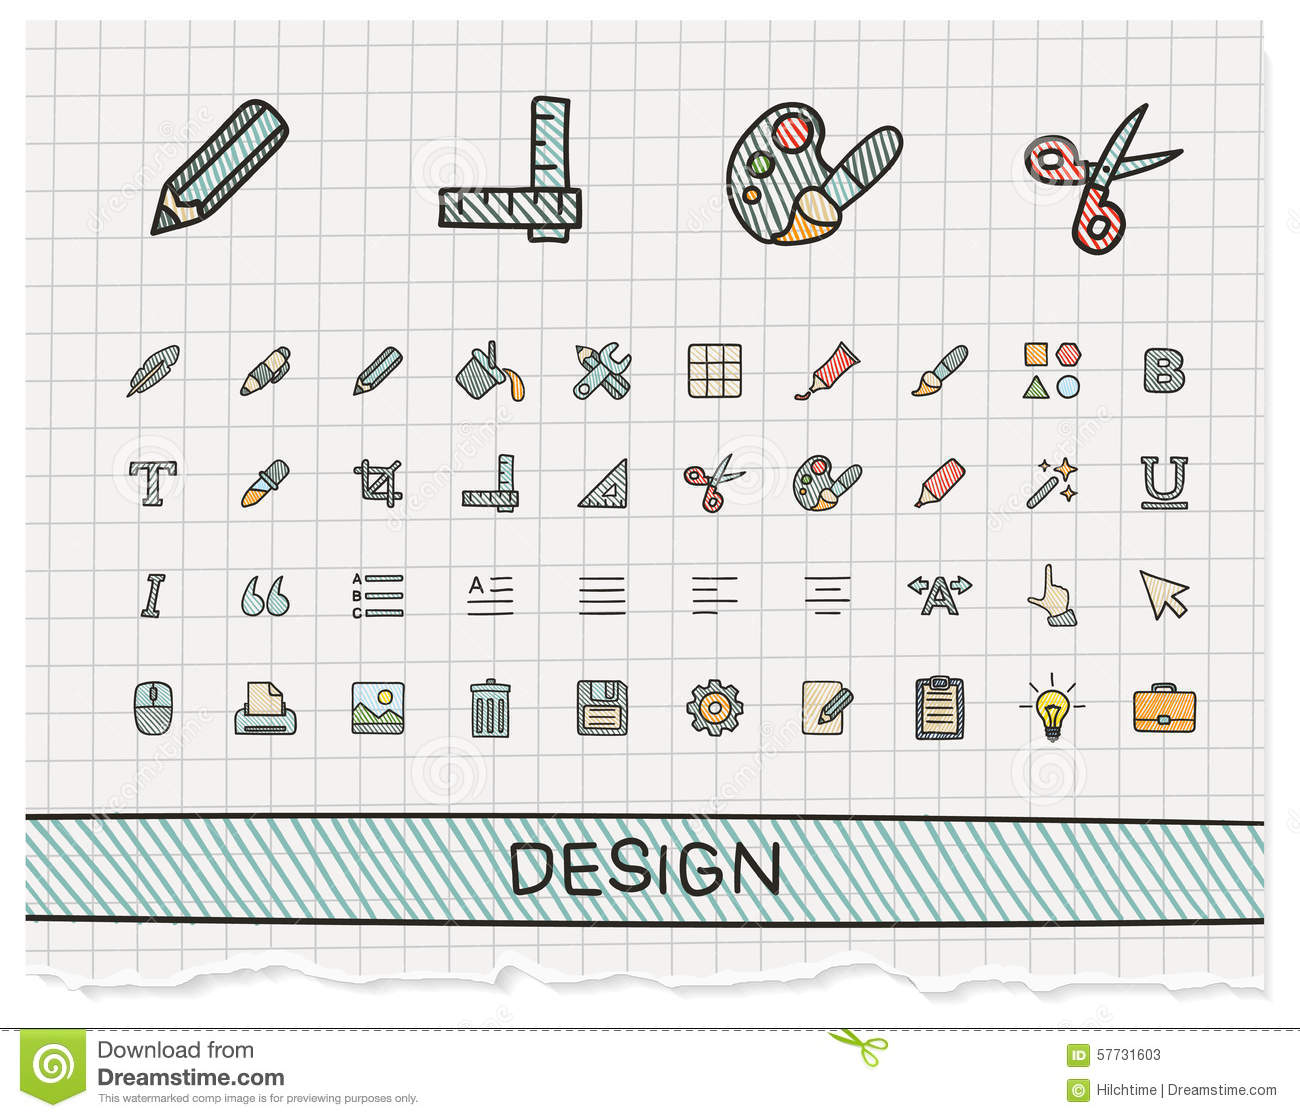 B
T
U
I
“
A
B
C
A
A
DESIGN
Download from
Dreamstime.com
This watermarked comp image is for previewing purposes only.
ID 57731603
© Hilchtime | Dreamstime.com